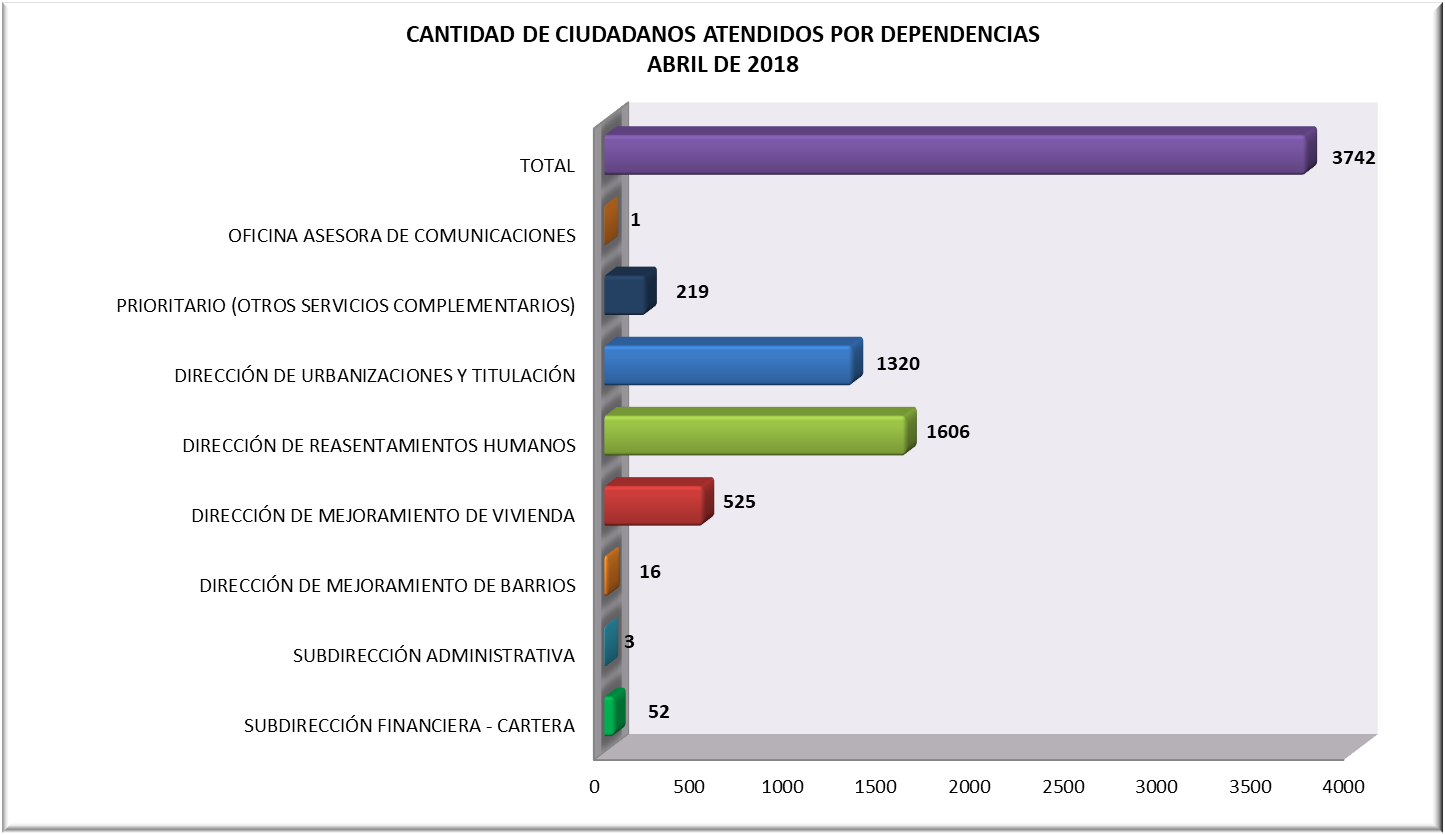 CANTIDAD DE CIUDADANOS ATENDIDOS POR DEPENDENCIAS
ABRIL DE 2018
TOTAL 3742
OFICINA ASESORA DE COMUNICACIONES 1
PRIORITARIO (OTROS SERVICIOS COMPLEMENTARIOS) 219
DIRECCIÓN DE URBANIZACIONES Y TITULACIÓN 1320
DIRECCIÓN DE REASENTAMIENTOS HUMANOS 1606
DIRECCIÓN DE MEJORAMIENTO DE VIVIENDA 525
DIRECCIÓN DE MEJORAMIENTO DE BARRIOS 16
SUBDIRECCIÓN ADMINISTRATIVA 3
SUBDIRECCIÓN FINANCIERA - CARTERA 52
0 500 1000 1500 2000 2500 3000 3500 4000